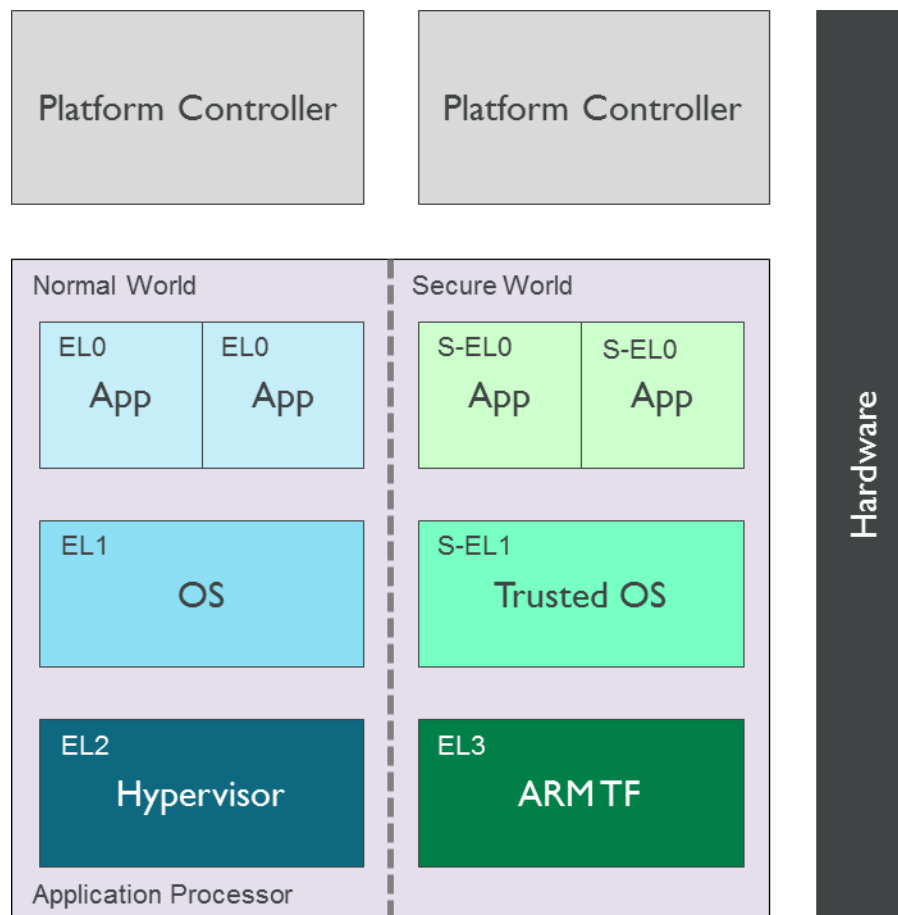 Platform Controller
Platform Controller
Hardware
Normal World
Secure World
EL0
App
EL0
App
S-EL0
App
S-EL0
App
EL1
OS
S-EL1
Trusted OS
EL2
Hypervisor
EL3
ARM TF
Application Processor